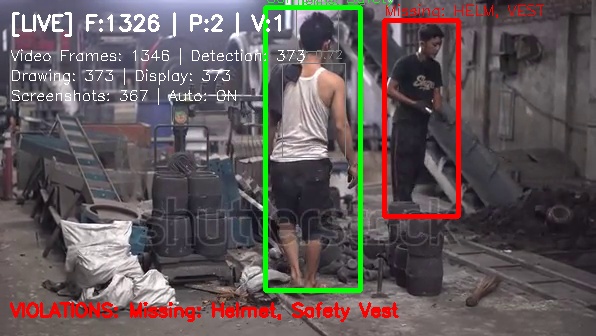 [LIVE] F:1326 | P:2 | V:1
Missing: HELM, VEST
Video Frames: 1346 | Detection: 373
Drawing: 373 | Display: 373
Screenshots: 367 | Auto: ON
shutterstock
VIOLATIONS: Missing: Helmet, Safety Vest